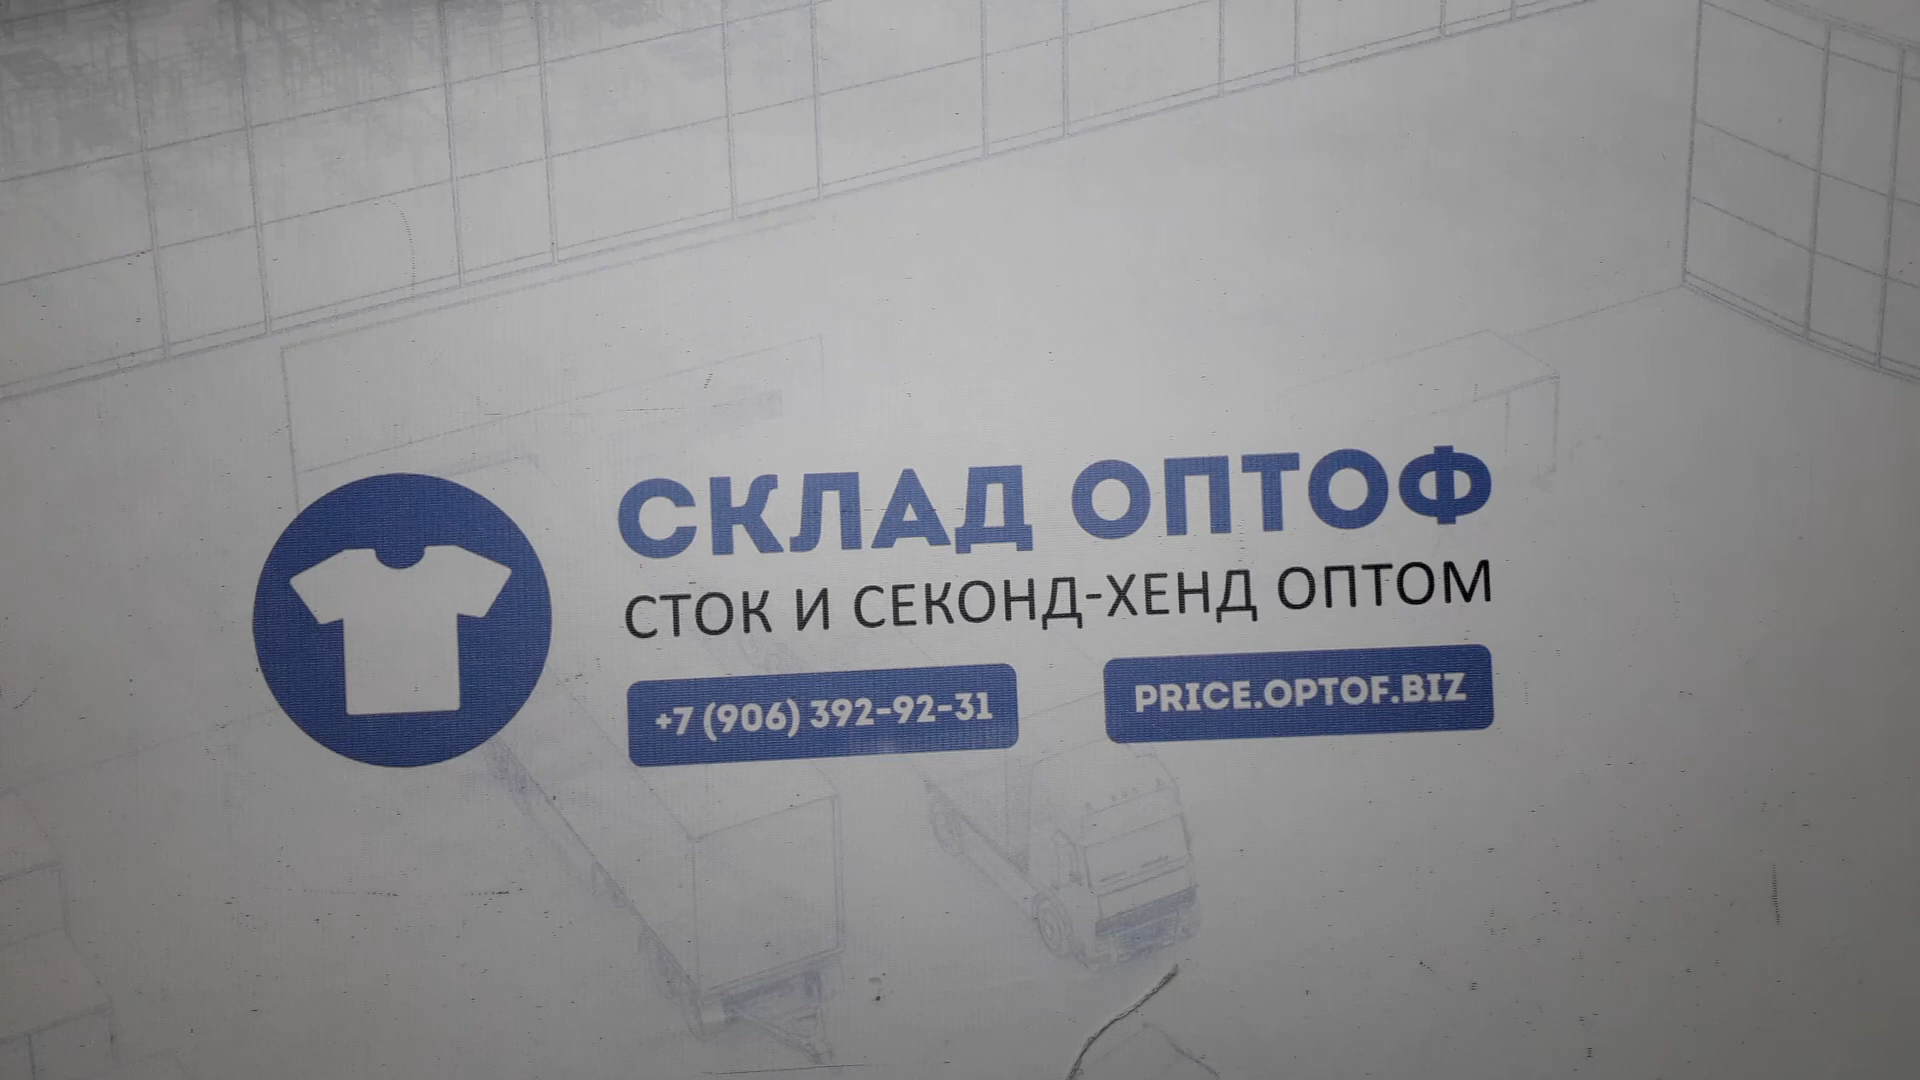 СКЛАД ОПТОФ
СТОК И СЕКОНД-ХЕНД ОПТОМ
+7 (906) 392-92-31
PRICE.OPTOF.BIZ